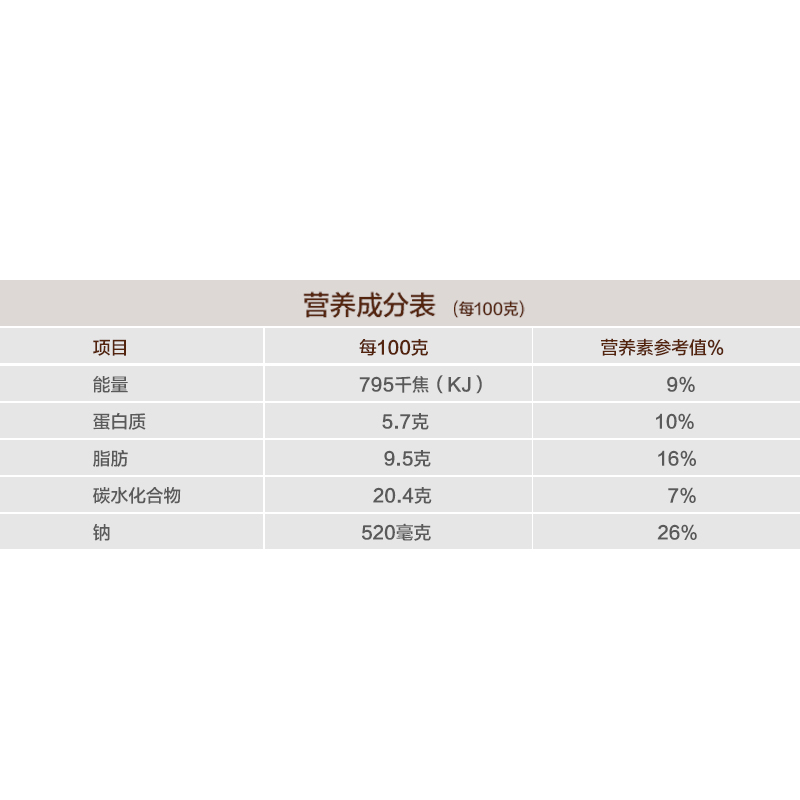 营养成分表 (每100克)
项目 每100克 营养素参考值%
能量 795千焦（KJ） 9%
蛋白质 5.7克 10%
脂肪 9.5克 16%
碳水化合物 20.4克 7%
钠 520毫克 26%